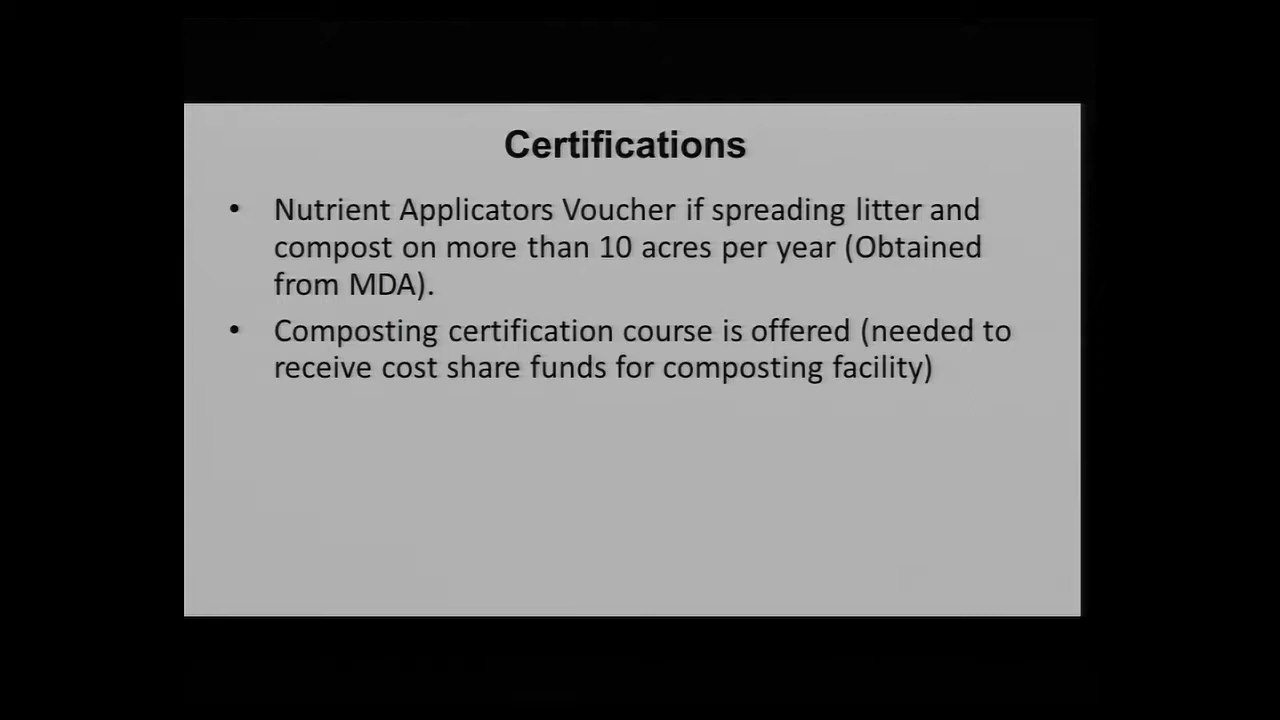 Certifications
• Nutrient Applicators Voucher if spreading litter and
compost on more than 10 acres per year (Obtained
from MDA).
• Composting certification course is offered (needed to
receive cost share funds for composting facility)